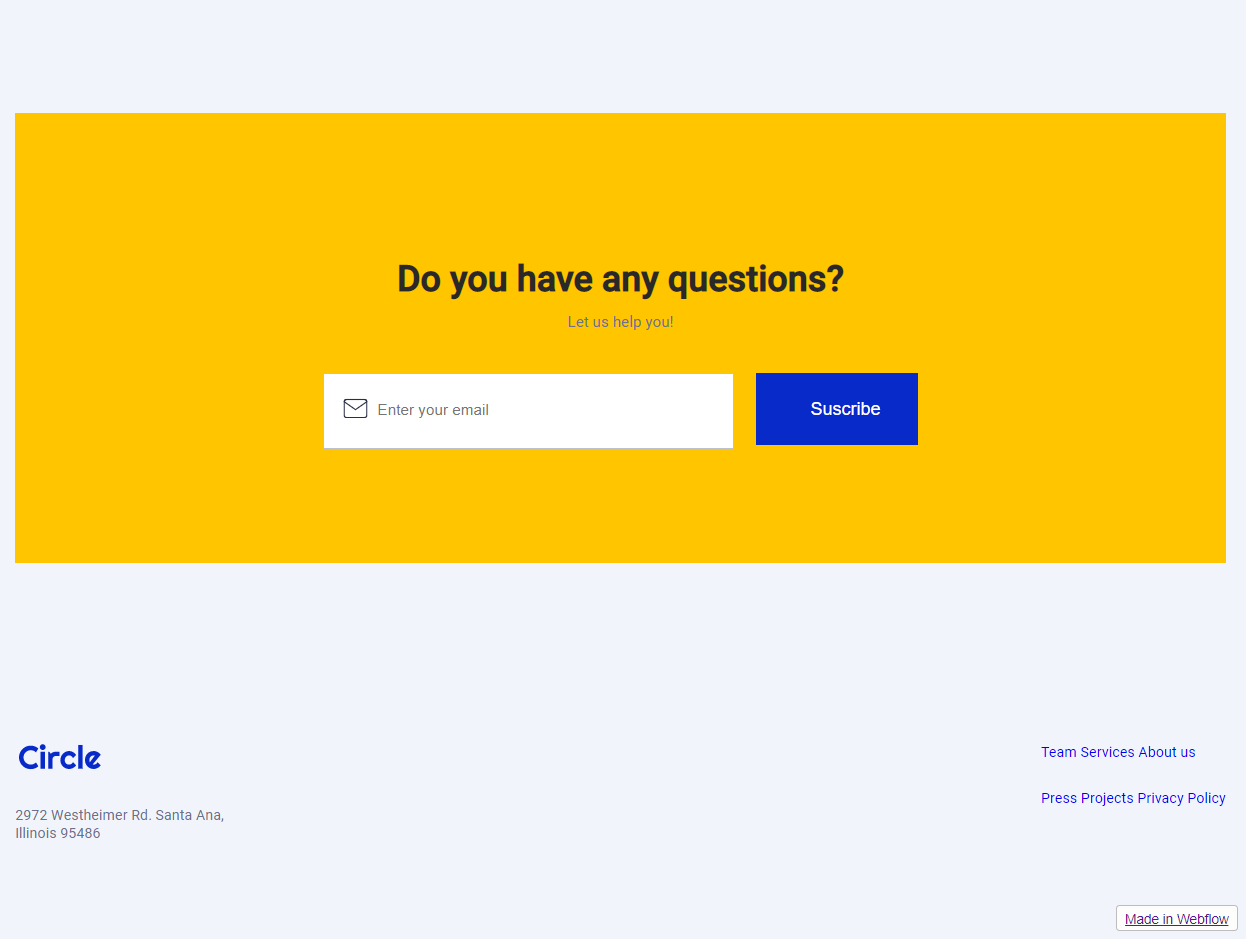 Do you have any questions?
Let us help you!
Enter your email
Suscribe
Circle
2972 Westheimer Rd. Santa Ana,
Illinois 95486
Team Services About us
Press Projects Privacy Policy
Made in Webflow